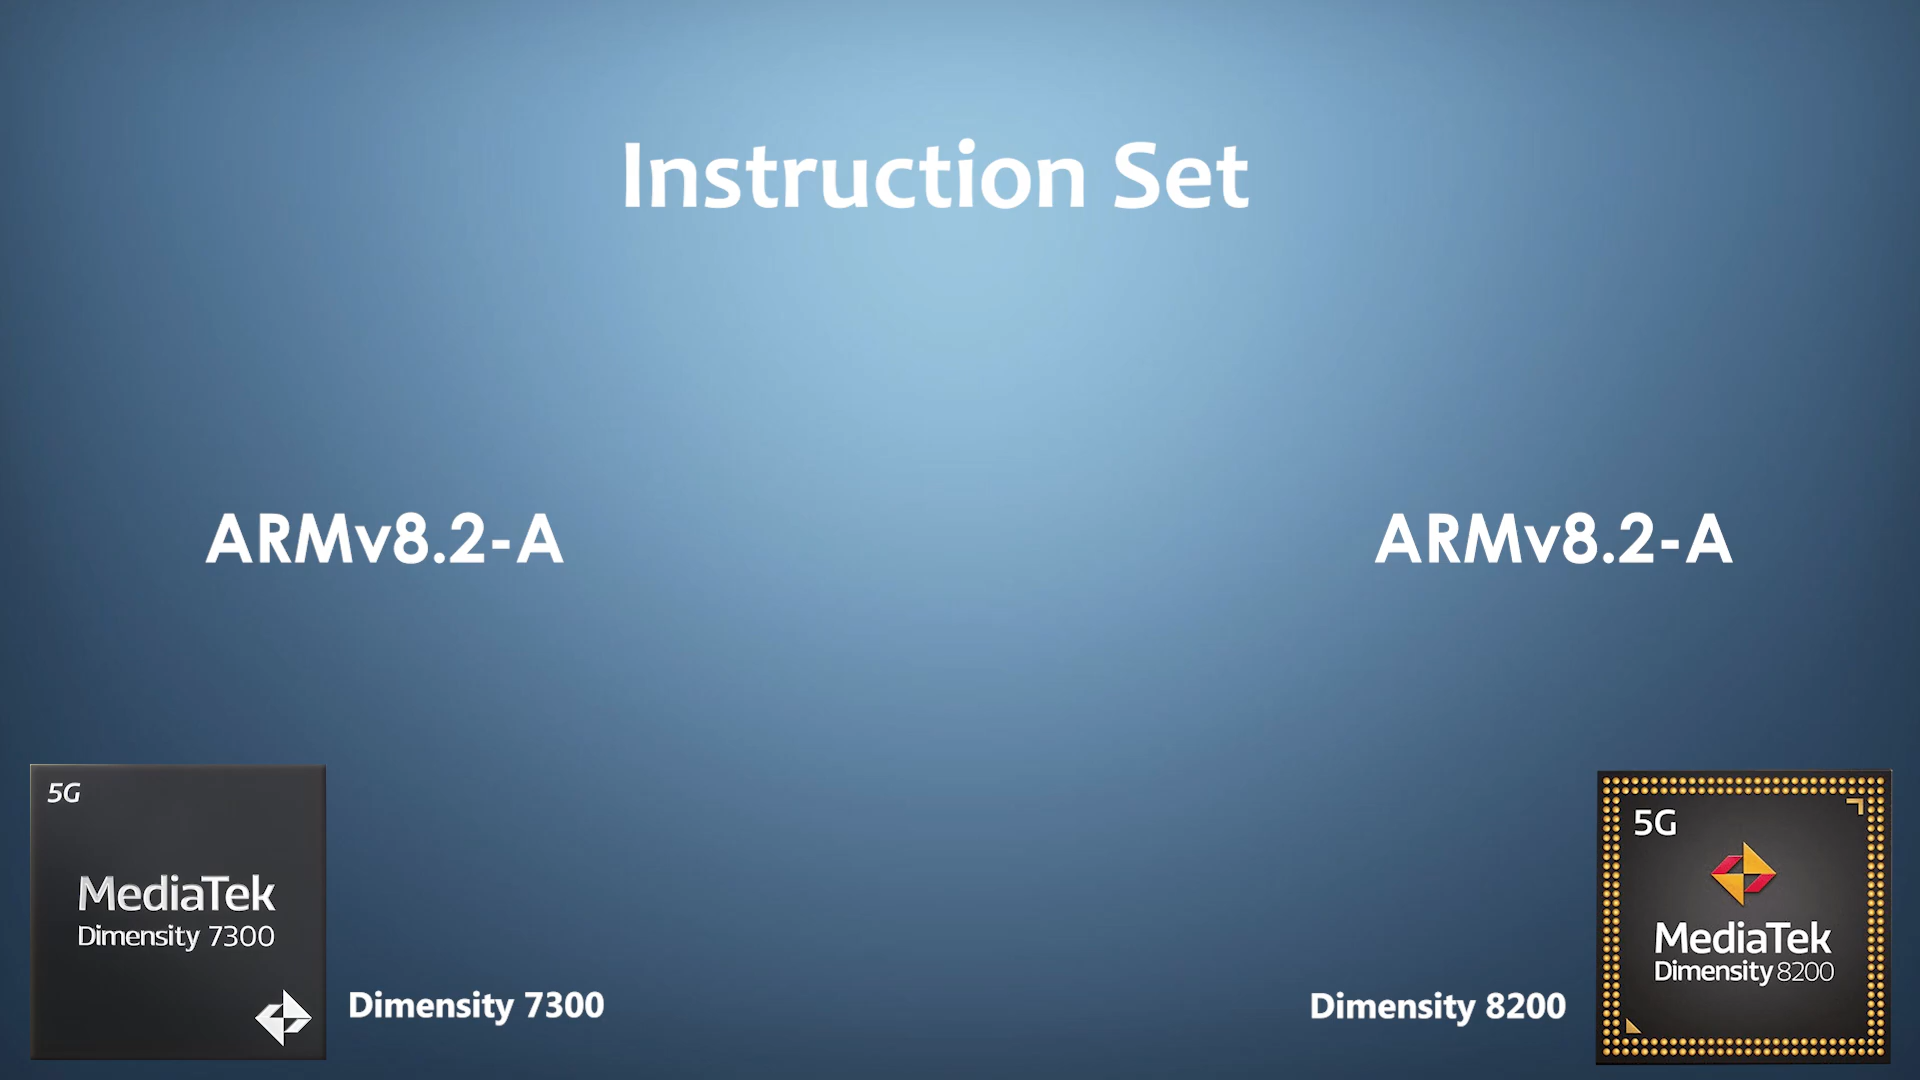 Instruction Set
ARMv8.2-A
ARMv8.2-A
5G
MediaTek
Dimensity 7300
Dimensity 7300
Dimensity 8200
5G
MediaTek
Dimensity 8200